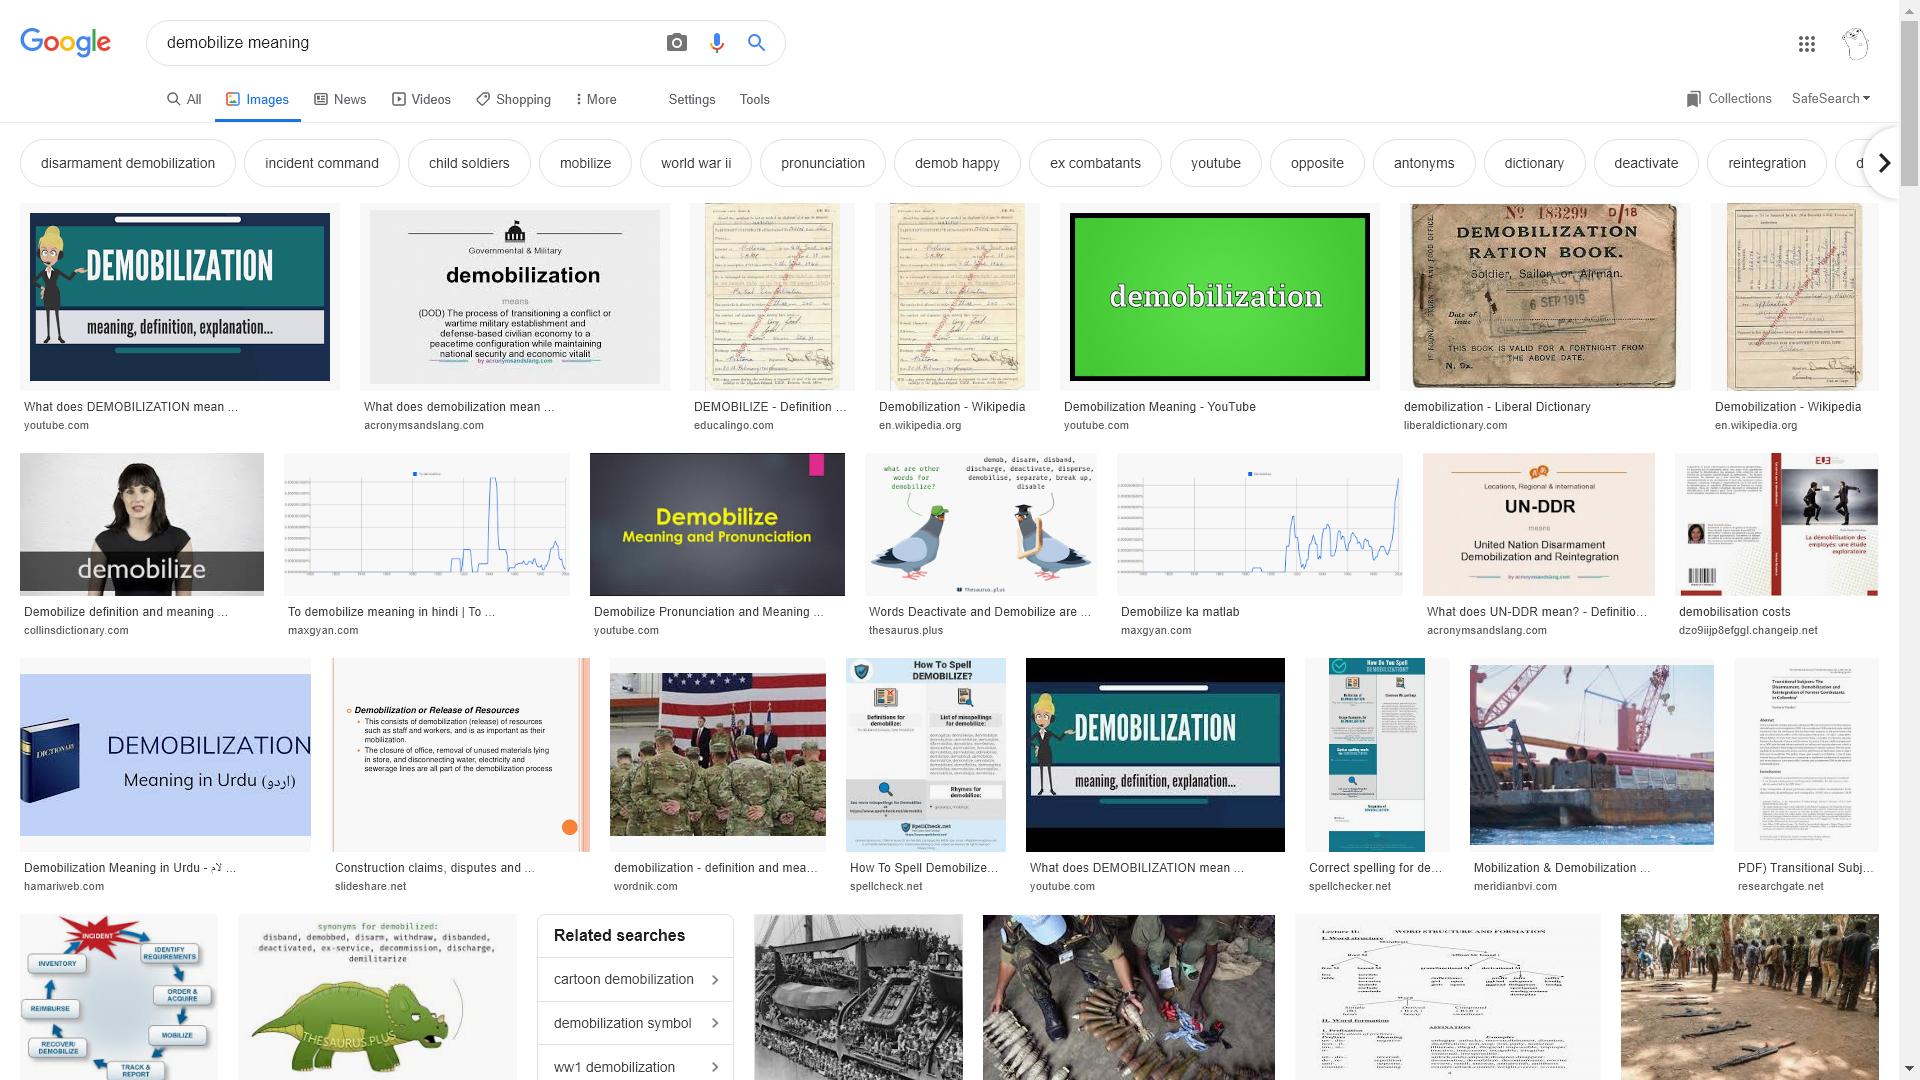 Google
demobilize meaning
All
Images
News
Videos
Shopping
More
Settings
Tools
Collections
SafeSearch
disarmament demobilization
incident command
child soldiers
mobilize
world war ii
pronunciation
demob happy
ex combatants
youtube
opposite
antonyms
dictionary
deactivate
reintegration
d
DEMOBILIZATION
meaning, definition, explanation...
Governmental & Military
demobilization
means
(DOD) The process of transitioning a conflict or
wartime military establishment and
defense-based civilian economy to a
peacetime configuration while maintaining
national security and economic vitalit
by acronymsandslang.com
demobilization
Nº 183299 D/18
DEMOBILIZATION
RATION BOOK.
Soldier, Sailor, or Airman.
6 SEP 1919
Date of
issue
THIS BOOK IS VALID FOR A FORTNIGHT FROM
THE ABOVE DATE.
N. 9x.
What does DEMOBILIZATION mean ...
youtube.com
What does demobilization mean ...
acronymsandslang.com
DEMOBILIZE - Definition ...
educalingo.com
Demobilization - Wikipedia
en.wikipedia.org
Demobilization Meaning - YouTube
youtube.com
demobilization - Liberal Dictionary
liberaldictionary.com
Demobilization - Wikipedia
en.wikipedia.org
demobilize
Demobilize
Meaning and Pronunciation
what are other
words for
demobilize?
demob, disarm, disband,
discharge, deactivate, disperse,
demobilise, separate, break up,
disable
Thesaurus.plus
Locations, Regional & international
UN-DDR
means
United Nation Disarmament
Demobilization and Reintegration
by acronymsandslang.com
La démobilisation des
employés: une étude
exploratoire
Demobilize definition and meaning ...
collinsdictionary.com
To demobilize meaning in hindi | To ...
maxgyan.com
Demobilize Pronunciation and Meaning ...
youtube.com
Words Deactivate and Demobilize are ...
thesaurus.plus
Demobilize ka matlab
maxgyan.com
What does UN-DDR mean? - Definitio...
acronymsandslang.com
demobilisation costs
dzo9iijp8efggl.changeip.net
DICTIONARY
DEMOBILIZATION
Meaning in Urdu (اردو)
Demobilization or Release of Resources
This consists of demobilization (release) of resources
such as staff and workers, and is as important as their
mobilization.
The closure of office, removal of unused materials lying
in store, and disconnecting water, electricity and
sewerage lines are all part of the demobilization process
How To Spell
DEMOBILIZE?
Definitions for
demobilize:
List of misspellings
for demobilize:
Rhymes for
demobilize:
SpellCheck.net
DEMOBILIZATION
meaning, definition, explanation...
How Do You Spell
DEMOBILIZATION?
Transitional Subjects: The
Disarmament, Demobilization and
Reintegration of Former Combatants
in Colombia
Abstract
Demobilization Meaning in Urdu - لام ...
hamariweb.com
Construction claims, disputes and ...
slideshare.net
demobilization - definition and mea...
wordnik.com
How To Spell Demobilize...
spellcheck.net
What does DEMOBILIZATION mean ...
youtube.com
Correct spelling for de...
spellchecker.net
Mobilization & Demobilization ...
meridianbvi.com
PDF) Transitional Subj...
researchgate.net
INCIDENT
IDENTIFY
REQUIREMENTS
ORDER &
ACQUIRE
MOBILIZE
TRACK &
REPORT
RECOVER/
DEMOBILIZE
REIMBURSE
INVENTORY
synonyms for demobilized:
disband, demobbed, disarm, withdraw, disbanded,
deactivated, ex-service, decommission, discharge,
demilitarize
THESAURUS.PLUS
Related searches
cartoon demobilization
demobilization symbol
ww1 demobilization
Lecture II: WORD STRUCTURE AND FORMATION
I. Word structure
II. Word formation